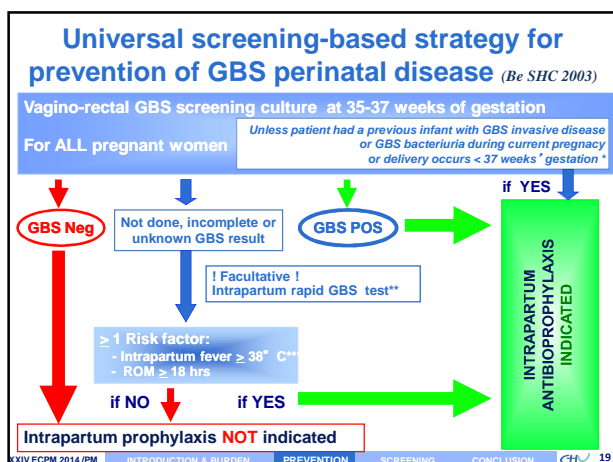 Universal screening-based strategy for
prevention of GBS perinatal disease (Be SHC 2003)
Vagino-rectal GBS screening culture at 35-37 weeks of gestation
For ALL pregnant women
Unless patient had a previous infant with GBS invasive disease
or GBS bacteriuria during current pregnancy
or delivery occurs < 37 weeks' gestation *
if YES
GBS Neg
Not done, incomplete or
unknown GBS result
GBS POS
! Facultative !
Intrapartum rapid GBS test**
≥ 1 Risk factor:
- Intrapartum fever ≥ 38° C**
- ROM ≥ 18 hrs
INTRAPARTUM
ANTIBIOPROPHYLAXIS
INDICATED
if NO
if YES
Intrapartum prophylaxis NOT indicated
XXIV ECPM 2014 /PM
INTRODUCTION & BURDEN
PREVENTION
SCREENING
CONCLUSION
19